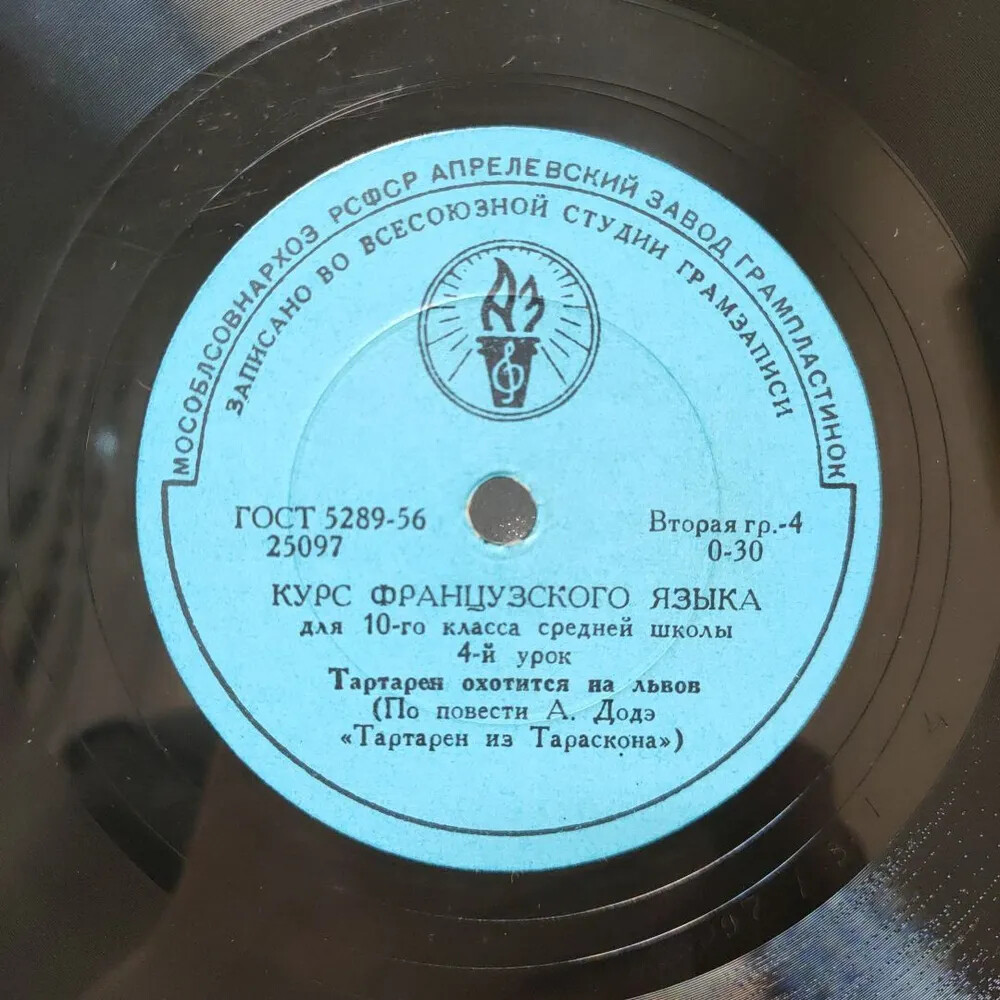 МОСОБЛСОВНАРХОЗ РСФСР АПРЕЛЕВСКИЙ ЗАВОД ГРАМПЛАСТИНОК
ЗАПИСАНО ВО ВСЕСОЮЗНОЙ СТУДИИ ГРАМЗАПИСИ
АЗ
ГОСТ 5289-56
25097
Вторая гр.-4
0-30
КУРС ФРАНЦУЗСКОГО ЯЗЫКА
для 10-го класса средней школы
4-й урок
Тартарен охотится на львов
(По повести А. Додэ
«Тартарен из Тараскона»)